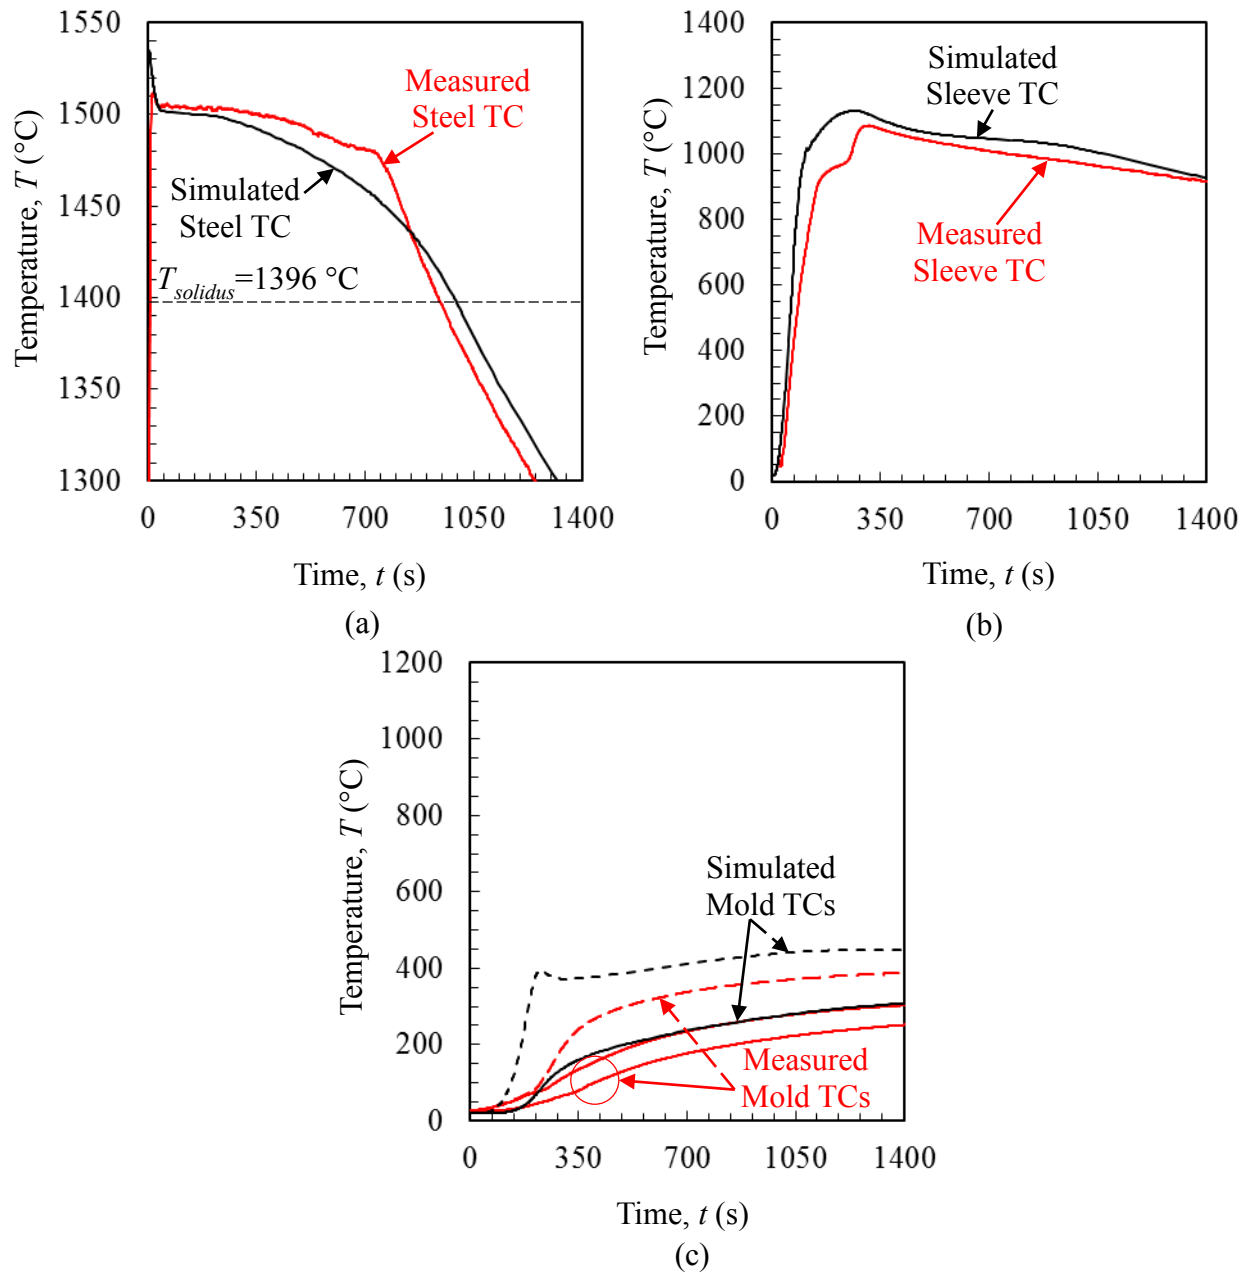 1550
1500
1450
1400
1350
1300
Temperature, T (°C)
Measured
Steel TC
Simulated
Steel TC
Tsolidus=1396 °C
0
350
700
1050
1400
Time, t (s)
(a)
1400
1200
1000
800
600
400
200
0
Temperature, T (°C)
Simulated
Sleeve TC
Measured
Sleeve TC
0
350
700
1050
1400
Time, t (s)
(b)
1200
1000
800
600
400
200
0
Temperature, T (°C)
Simulated
Mold TCs
Measured
Mold TCs
0
350
700
1050
1400
Time, t (s)
(c)